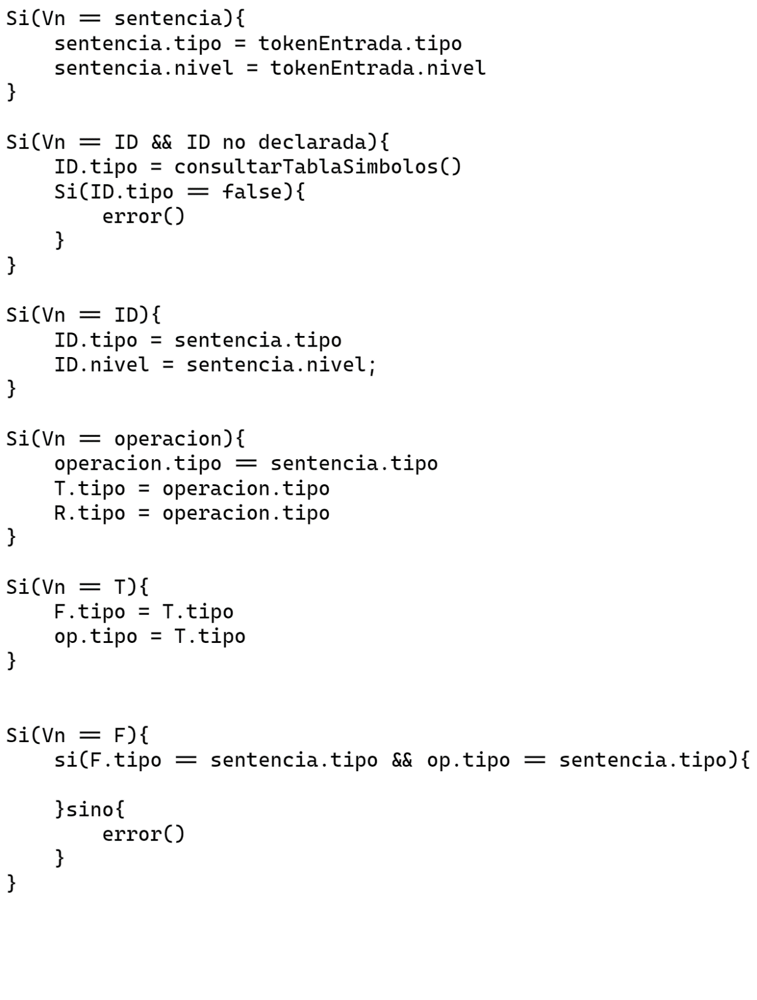 Si(Vn == sentencia){
    sentencia.tipo = tokenEntrada.tipo
    sentencia.nivel = tokenEntrada.nivel
}

Si(Vn == ID && ID no declarada){
    ID.tipo = consultarTablaSimbolos()
    Si(ID.tipo == false){
        error()
    }
}

Si(Vn == ID){
    ID.tipo = sentencia.tipo
    ID.nivel = sentencia.nivel;
}

Si(Vn == operacion){
    operacion.tipo == sentencia.tipo
    T.tipo = operacion.tipo
    R.tipo = operacion.tipo
}

Si(Vn == T){
    F.tipo = T.tipo
    op.tipo = T.tipo
}

Si(Vn == F){
    si(F.tipo == sentencia.tipo && op.tipo == sentencia.tipo){

    }sino{
        error()
    }
}